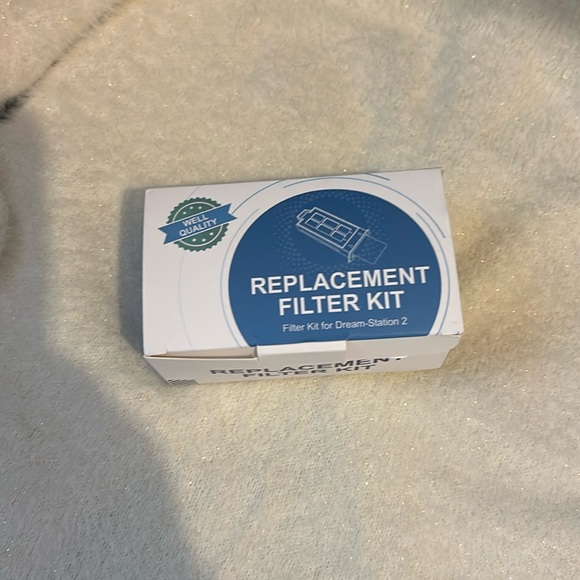 WELL
QUALITY
REPLACEMENT
FILTER KIT
Filter Kit for Dream-Station 2
REPLACEMENT
FILTER KIT